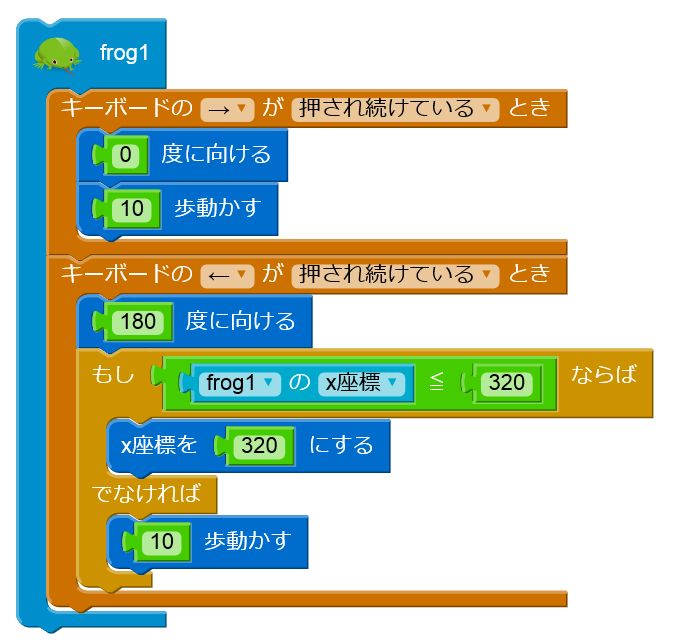 frog1
キーボードの → ▼ が 押され続けている ▼ とき
0 度に向ける
10 歩動かす
キーボードの ← ▼ が 押され続けている ▼ とき
180 度に向ける
もし frog1 ▼ の x座標 ▼ ≦ 320 ならば
x座標を 320 にする
でなければ
10 歩動かす